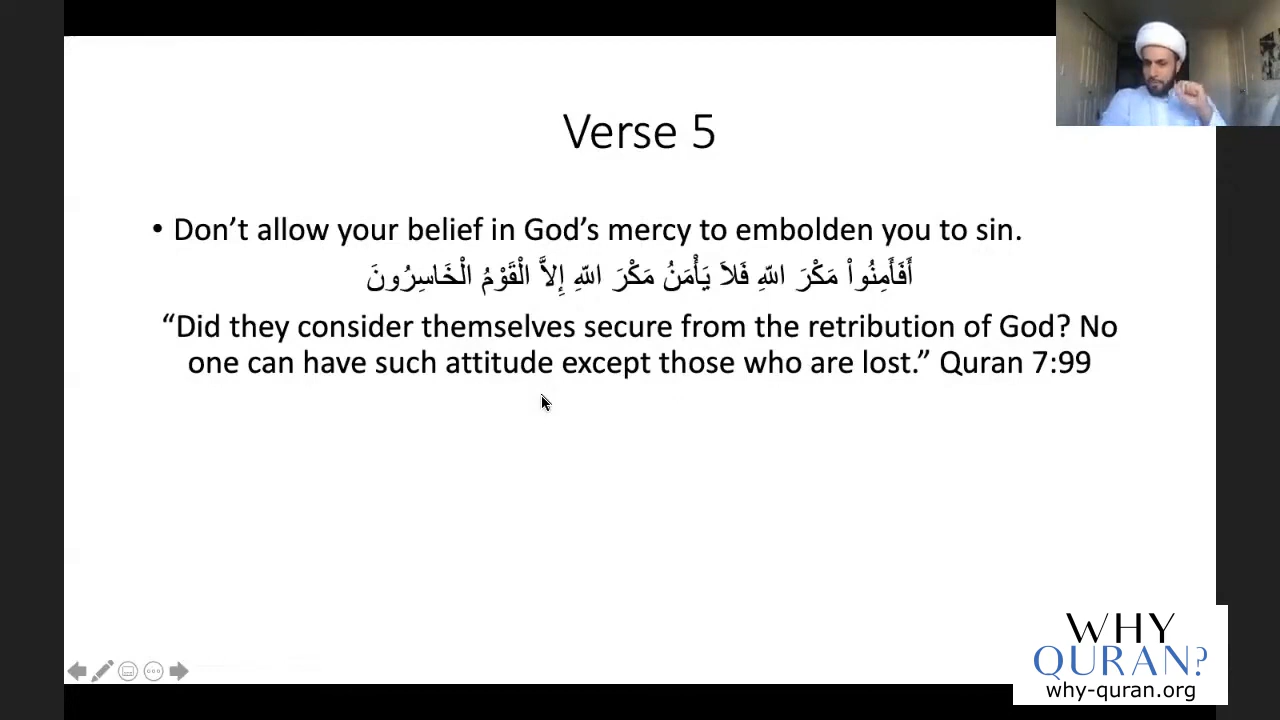 Verse 5
• Don’t allow your belief in God’s mercy to embolden you to sin.
أَفَأَمِنُواْ مَكْرَ اللّهِ فَلاَ يَأْمَنُ مَكْرَ اللّهِ إِلاَّ الْقَوْمُ الْخَاسِرُونَ
“Did they consider themselves secure from the retribution of God? No
one can have such attitude except those who are lost.” Quran 7:99
WHY
QURAN?
why-quran.org